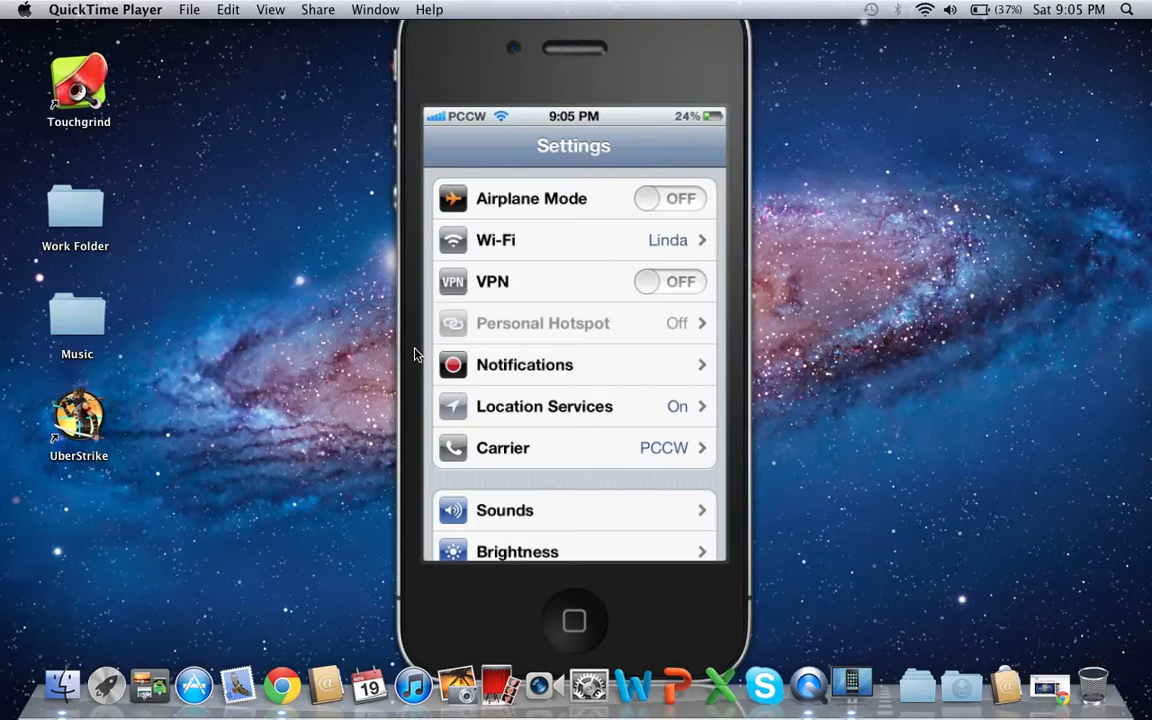 QuickTime Player File Edit View Share Window Help (37%) Sat 9:05 PM
Touchgrind
Work Folder
Music
UberStrike
PCCW 9:05 PM 24%
Settings
Airplane Mode OFF
Wi-Fi Linda
VPN VPN OFF
Personal Hotspot Off
Notifications
Location Services On
Carrier PCCW
Sounds
Brightness
NOV
19